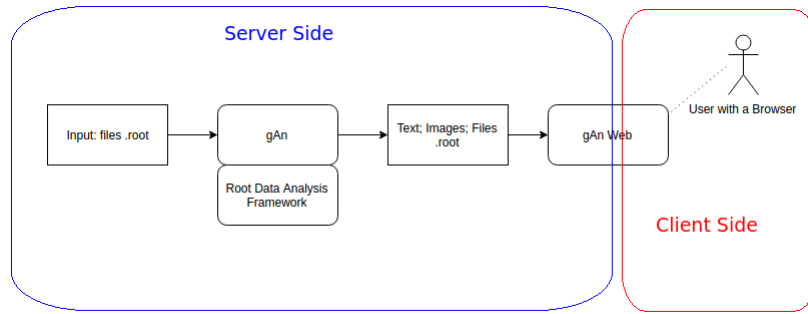 Server Side
Input: files .root
gAn
Root Data Analysis
Framework
Text; Images; Files
.root
gAn Web
User with a Browser
Client Side